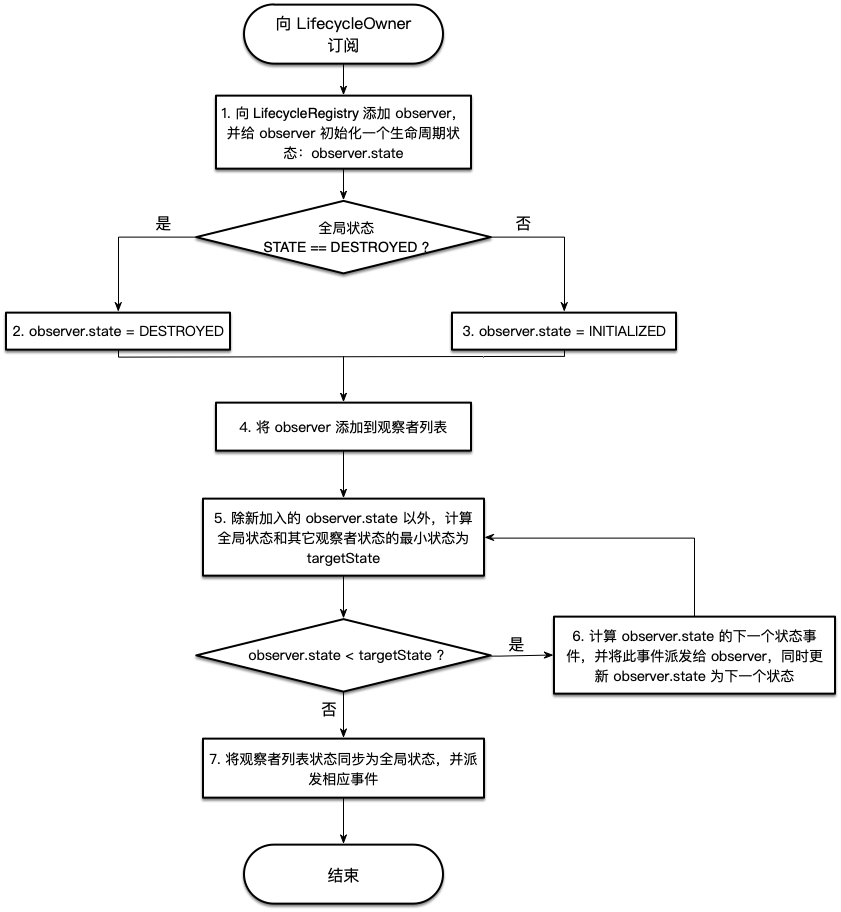 向 LifecycleOwner
订阅
1. 向 LifecycleRegistry 添加 observer，
并给 observer 初始化一个生命周期状
态：observer.state
全局状态
STATE == DESTROYED ?
是
否
2. observer.state = DESTROYED
3. observer.state = INITIALIZED
4. 将 observer 添加到观察者列表
5. 除新加入的 observer.state 以外，计算
全局状态和其它观察者状态的最小状态为
targetState
observer.state < targetState ?
是
6. 计算 observer.state 的下一个状态事
件，并将此事件派发给 observer，同时更
新 observer.state 为下一个状态
否
7. 将观察者列表状态同步为全局状态，并派
发相应事件
结束